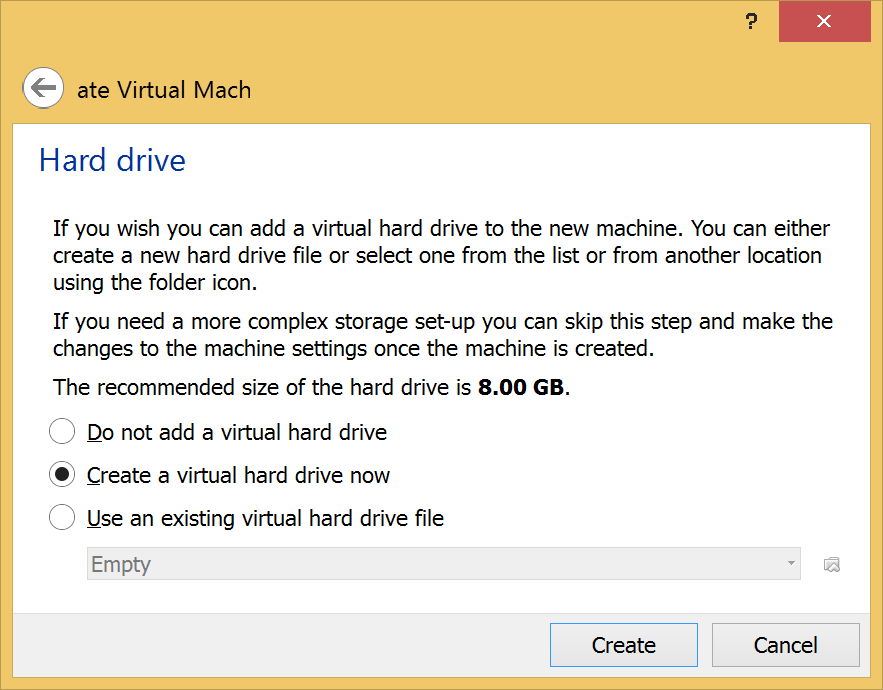 ?
ate Virtual Mach
Hard drive
If you wish you can add a virtual hard drive to the new machine. You can either
create a new hard drive file or select one from the list or from another location
using the folder icon.
If you need a more complex storage set-up you can skip this step and make the
changes to the machine settings once the machine is created.
The recommended size of the hard drive is 8.00 GB.
Do not add a virtual hard drive
Create a virtual hard drive now
Use an existing virtual hard drive file
Empty
Create
Cancel